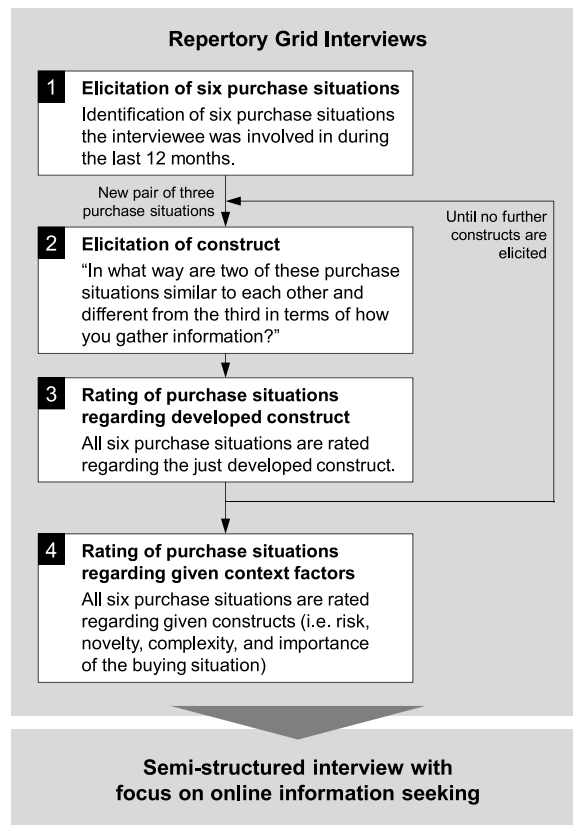 Repertory Grid Interviews
1 Elicitation of six purchase situations
Identification of six purchase situations
the interviewee was involved in during
the last 12 months.
New pair of three
purchase situations
Until no further
constructs are
elicited
2 Elicitation of construct
“In what way are two of these purchase
situations similar to each other and
different from the third in terms of how
you gather information?”
3 Rating of purchase situations
regarding developed construct
All six purchase situations are rated
regarding the just developed construct.
4 Rating of purchase situations
regarding given context factors
All six purchase situations are rated
regarding given constructs (i.e. risk,
novelty, complexity, and importance
of the buying situation)
Semi-structured interview with
focus on online information seeking